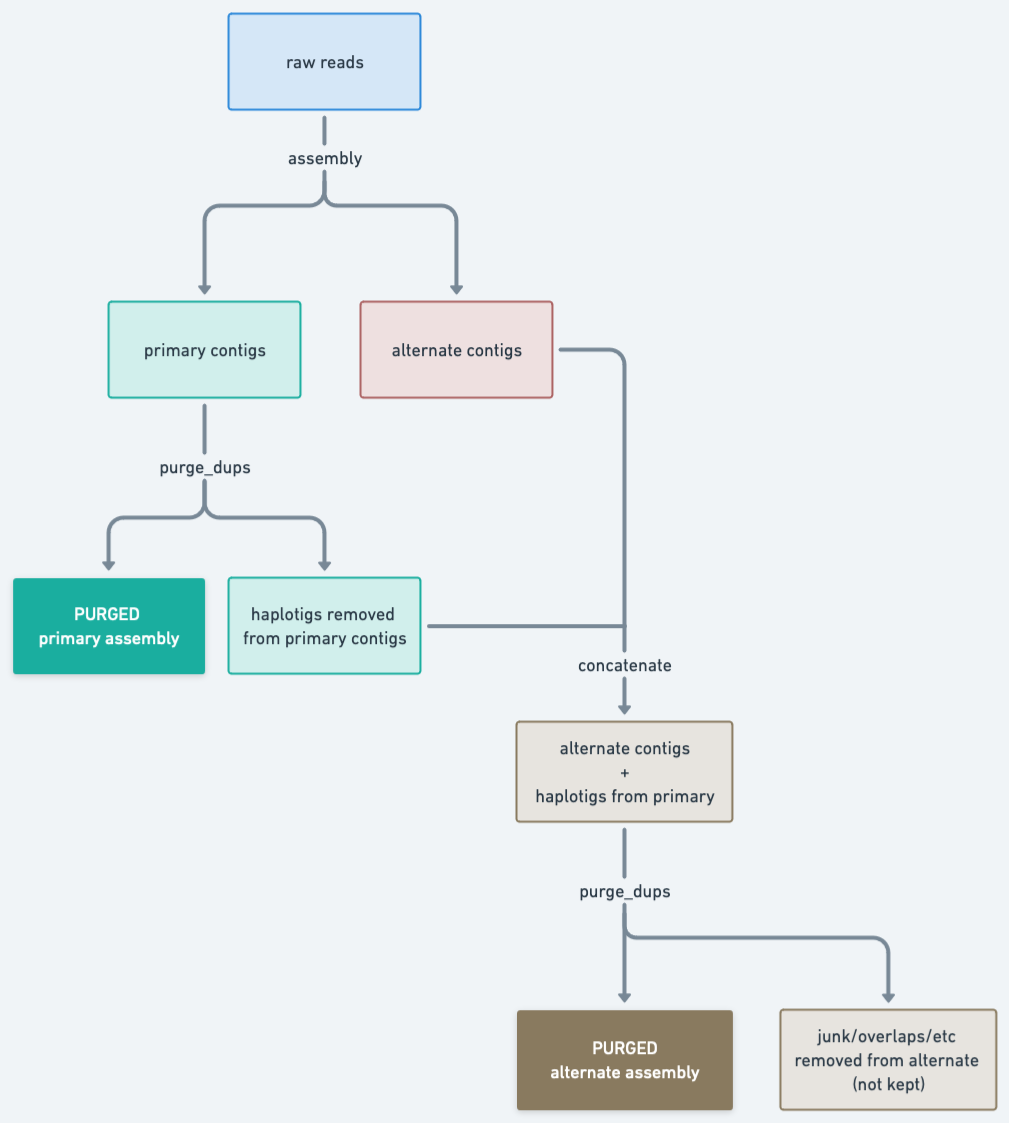 raw reads
assembly
primary contigs
alternate contigs
purge_dups
PURGED
primary assembly
haplotigs removed
from primary contigs
concatenate
alternate contigs
+
haplotigs from primary
purge_dups
PURGED
alternate assembly
junk/overlaps/etc
removed from alternate
(not kept)